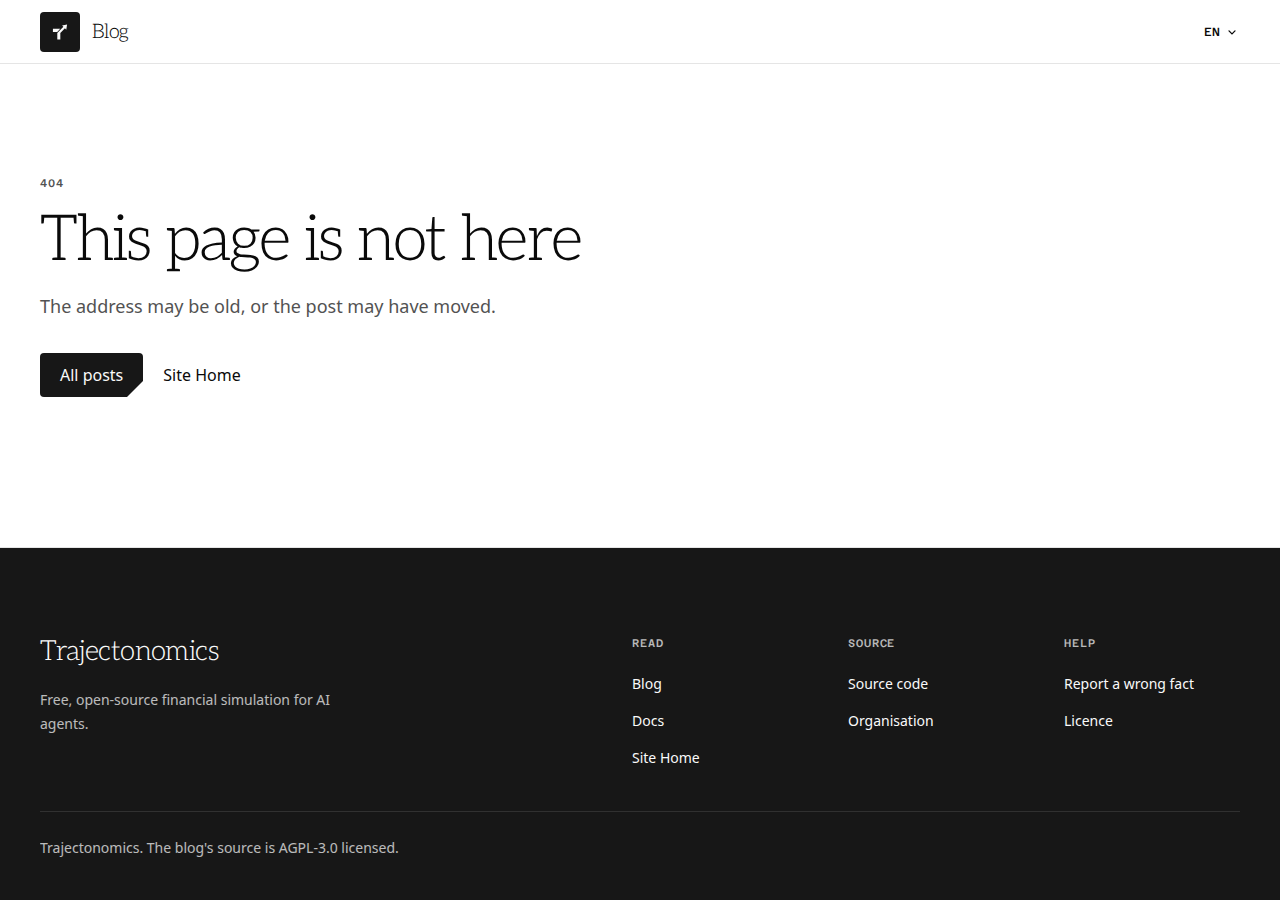 Blog
EN
404
This page is not here
The address may be old, or the post may have moved.
All posts
Site Home
Trajectonomics
Free, open-source financial simulation for AI
agents.
READ
Blog
Docs
Site Home
SOURCE
Source code
Organisation
HELP
Report a wrong fact
Licence
Trajectonomics. The blog's source is AGPL-3.0 licensed.